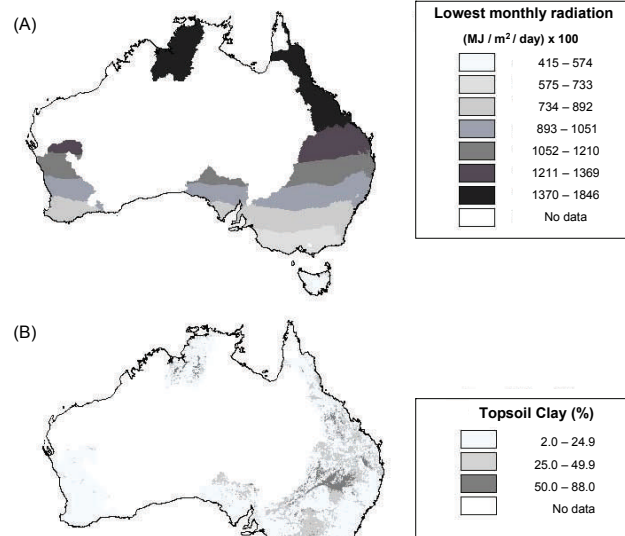 (A)
Lowest monthly radiation
(MJ / m² / day) x 100
415 – 574
575 – 733
734 – 892
893 – 1051
1052 – 1210
1211 – 1369
1370 – 1846
No data
(B)
Topsoil Clay (%)
2.0 – 24.9
25.0 – 49.9
50.0 – 88.0
No data